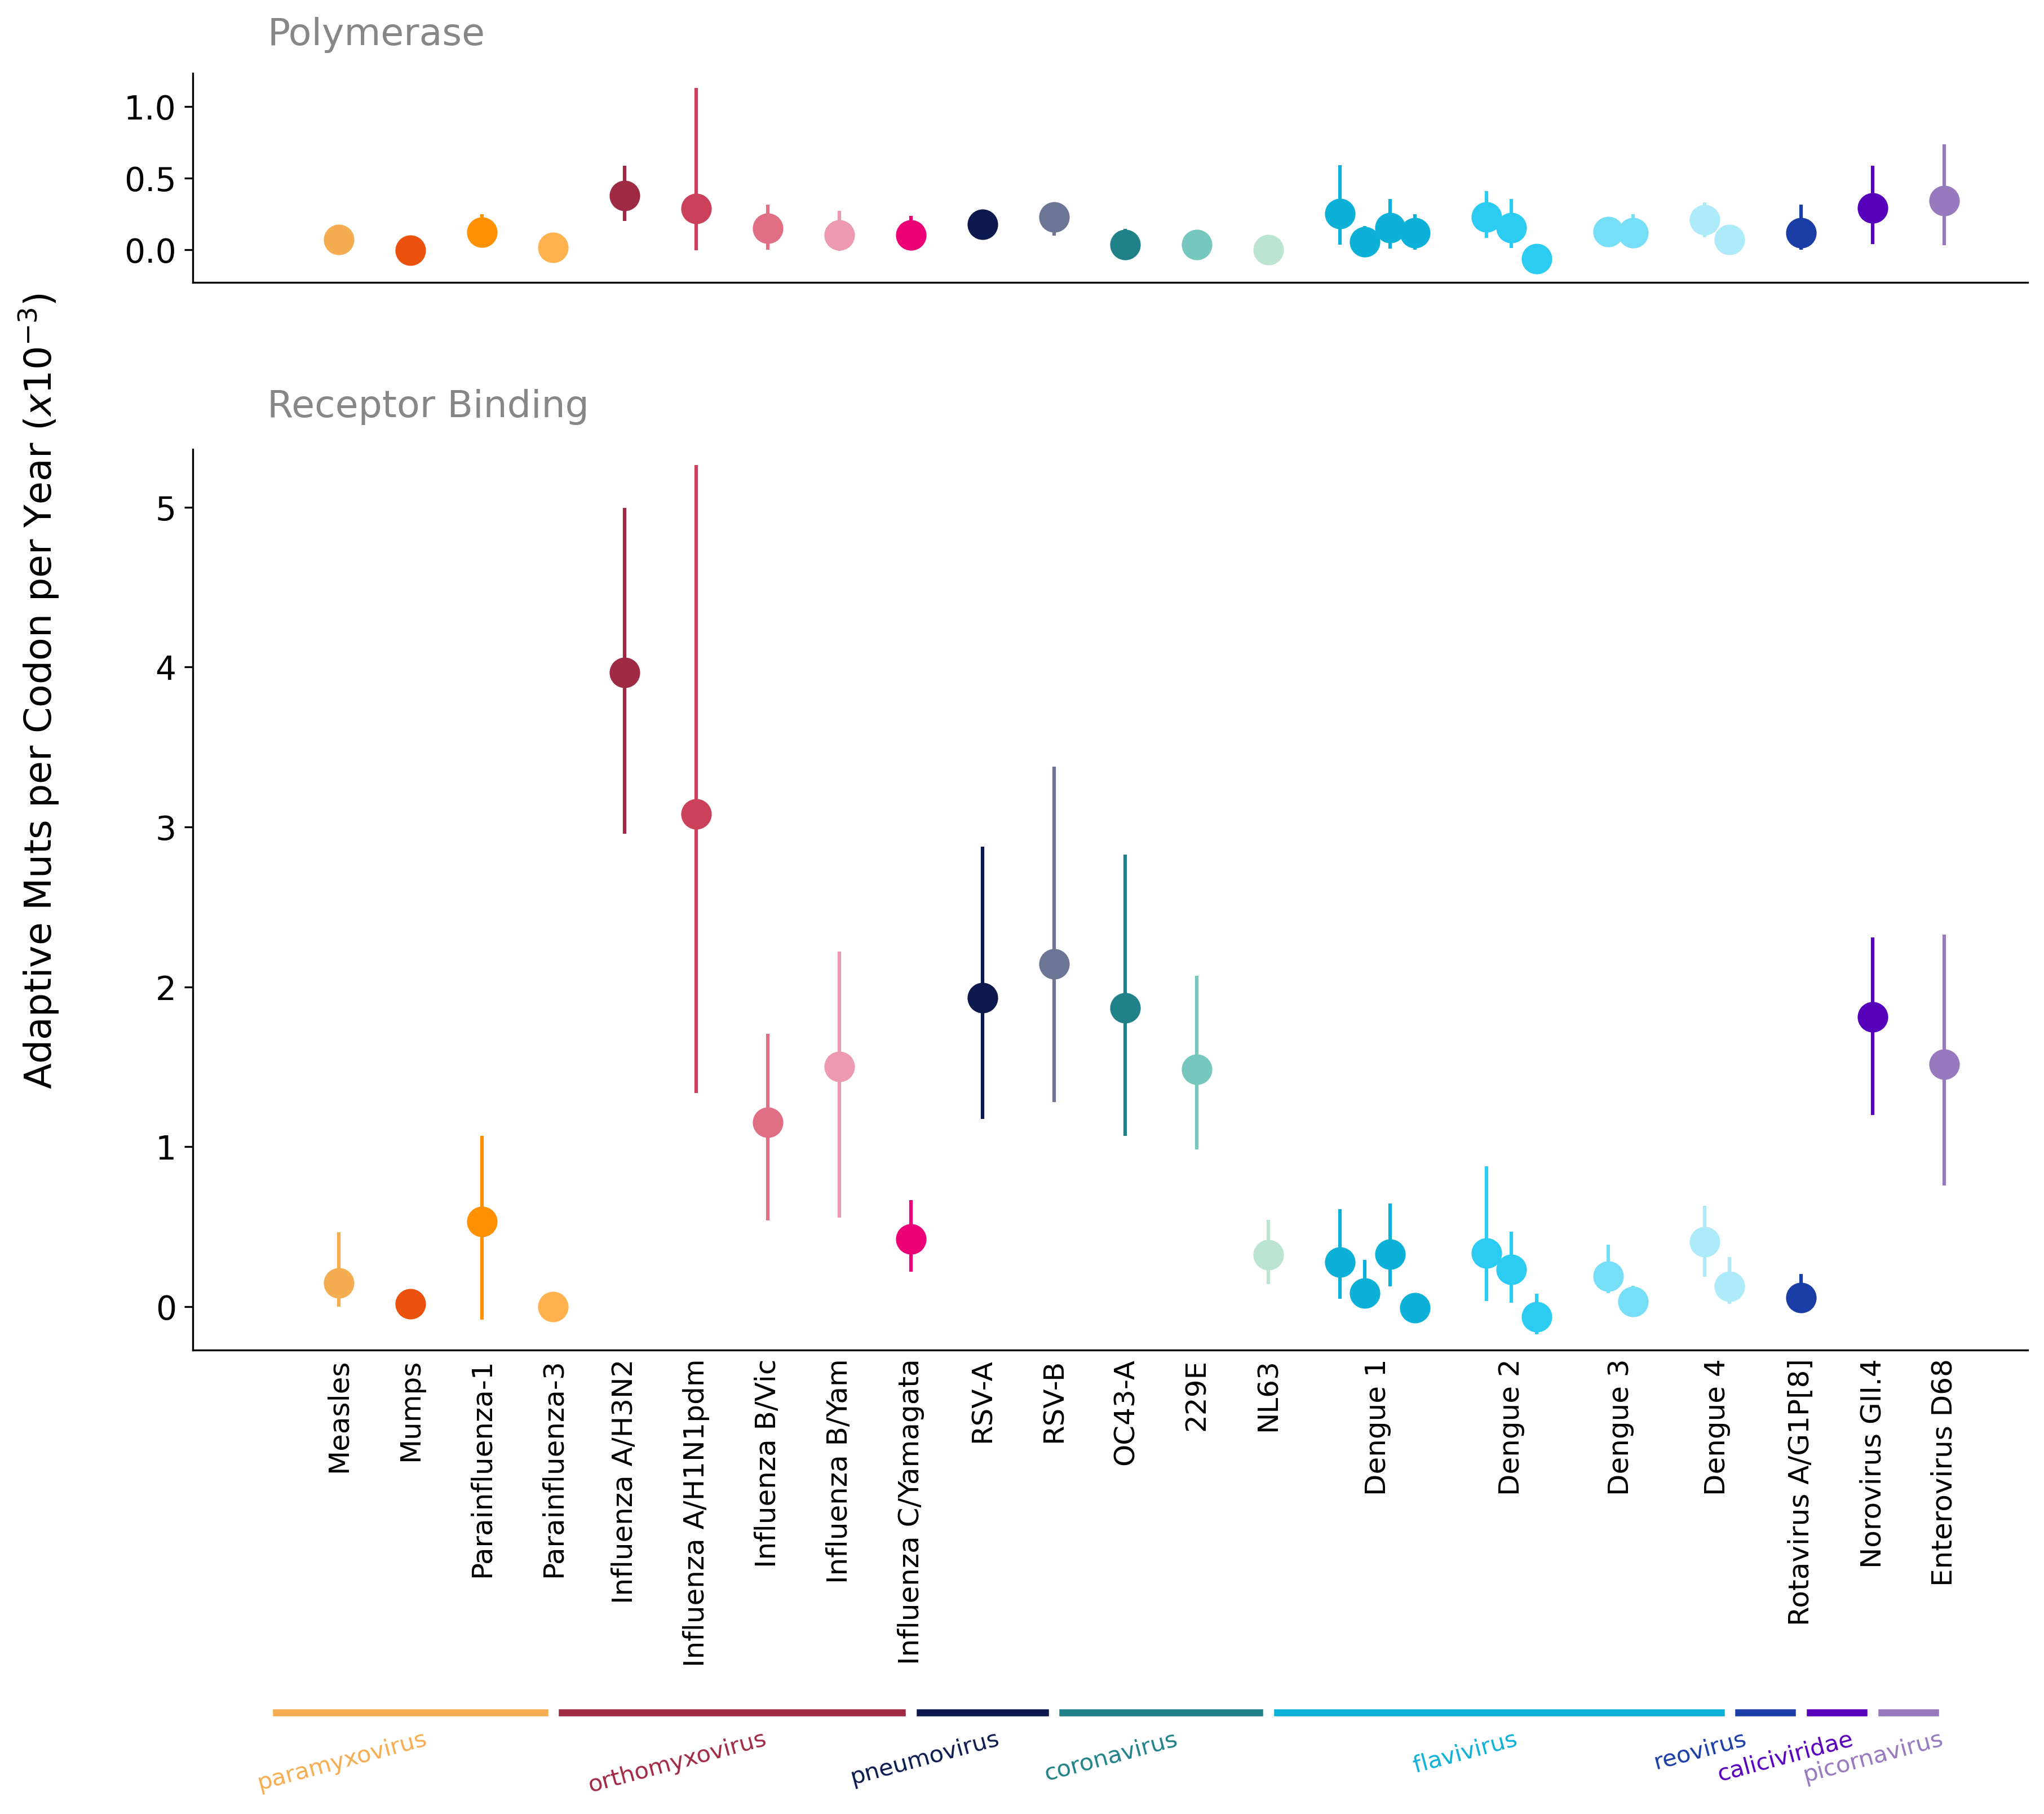 Polymerase
1.0
0.5
0.0
Adaptive Muts per Codon per Year (x10⁻³)
Receptor Binding
5
4
3
2
1
0
Measles
Mumps
Parainfluenza-1
Parainfluenza-3
Influenza A/H3N2
Influenza A/H1N1pdm
Influenza B/Vic
Influenza B/Yam
Influenza C/Yamagata
RSV-A
RSV-B
OC43-A
229E
NL63
Dengue 1
Dengue 2
Dengue 3
Dengue 4
Rotavirus A/G1P[8]
Norovirus GII.4
Enterovirus D68
paramyxovirus
orthomyxovirus
pneumovirus
coronavirus
flavivirus
reovirus
caliciviridae
picornavirus